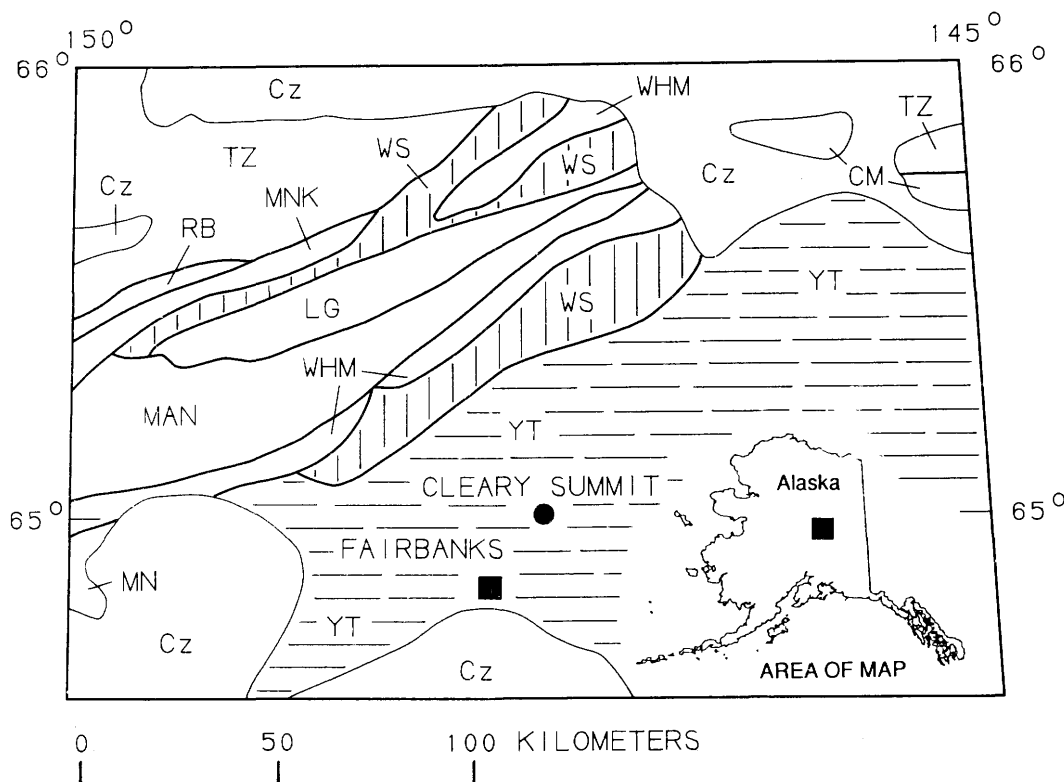 150°
145°
66°
66°
Cz
WHM
TZ
WS
TZ
WS
Cz
Cz
CM
MNK
RB
YT
LG
WS
WHM
MAN
YT
CLEARY SUMMIT
Alaska
65°
65°
FAIRBANKS
MN
YT
Cz
Cz
AREA OF MAP
0 50 100 KILOMETERS